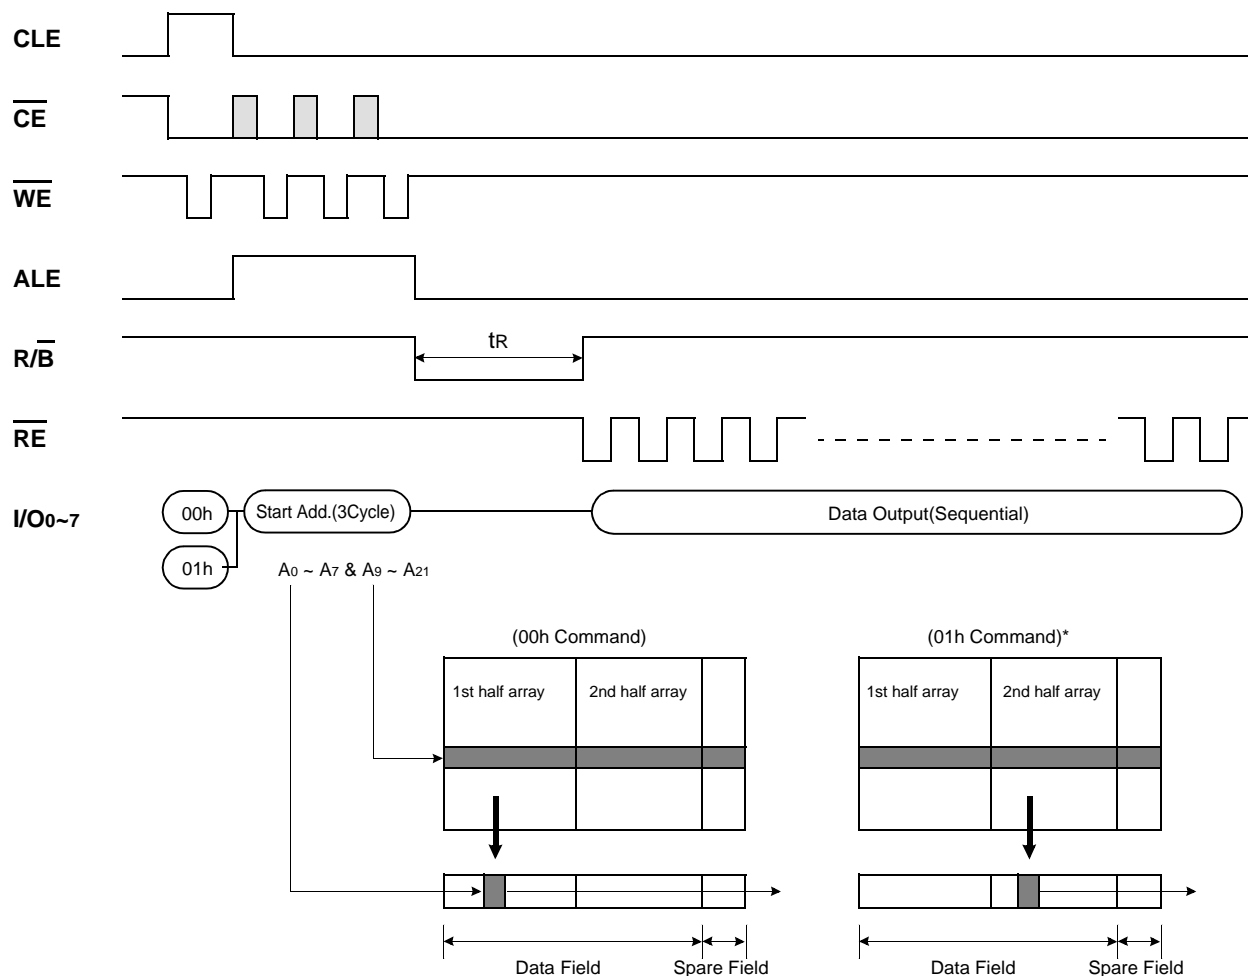 CLE
CE
WE
ALE
R/B
tR
RE
I/O0~7
00h
Start Add.(3Cycle)
Data Output(Sequential)
01h
A0 ~ A7 & A9 ~ A21
(00h Command)
(01h Command)*
1st half array
2nd half array
1st half array
2nd half array
Data Field
Spare Field
Data Field
Spare Field